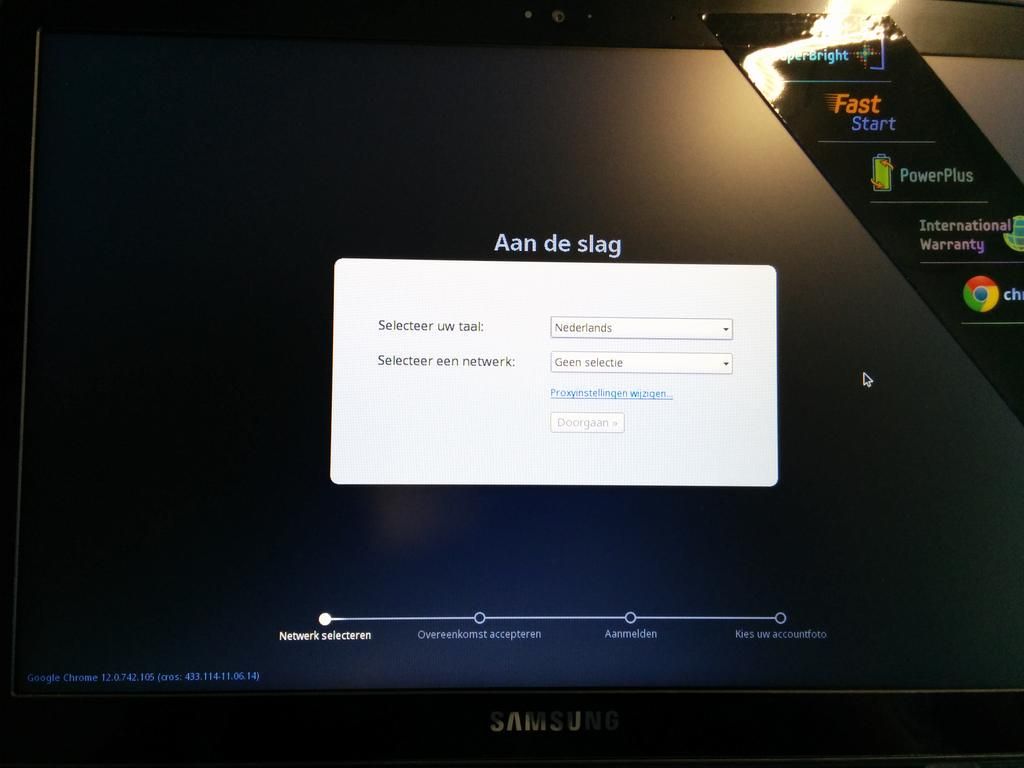 Fast
Start
PowerPlus
International
Warranty
Aan de slag
Selecteer uw taal:
Nederlands
Selecteer een netwerk:
Geen selectie
Proxyinstellingen wijzigen...
Doorgaan »
Netwerk selecteren
Overeenkomst accepteren
Aanmelden
Kies uw accountfoto
Google Chrome 12.0.742.105 (cros: 433.114-11.06.14)
SAMSUNG